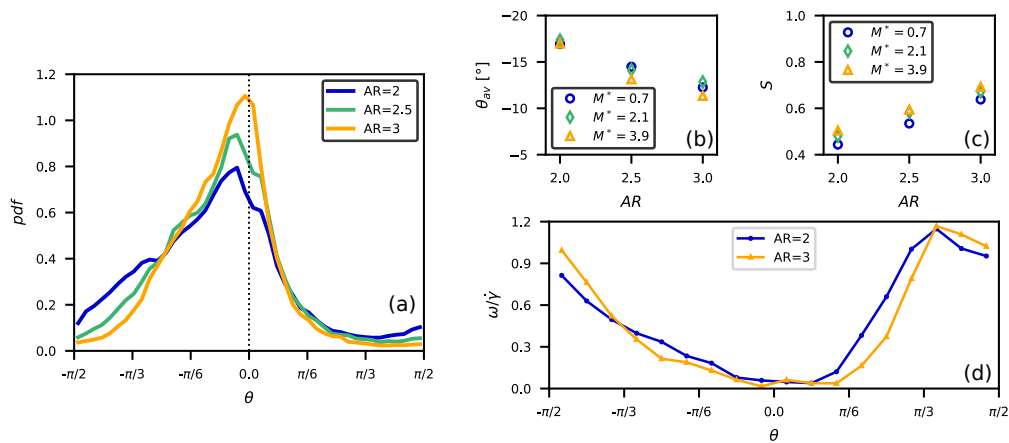 1.2
1.0
0.8
0.6
0.4
0.2
0.0
pdf
AR=2
AR=2.5
AR=3
(a)
-π/2
-π/3
-π/6
0.0
π/6
π/3
π/2
θ
−20
−15
−10
−5
θav [°]
M* = 0.7
M* = 2.1
M* = 3.9
(b)
2.0
2.5
3.0
AR
1.0
0.8
0.6
0.4
S
M* = 0.7
M* = 2.1
M* = 3.9
(c)
2.0
2.5
3.0
AR
1.2
0.9
0.6
0.3
0.0
ω/γ̇
AR=2
AR=3
(d)
-π/2
-π/3
-π/6
0.0
π/6
π/3
π/2
θ